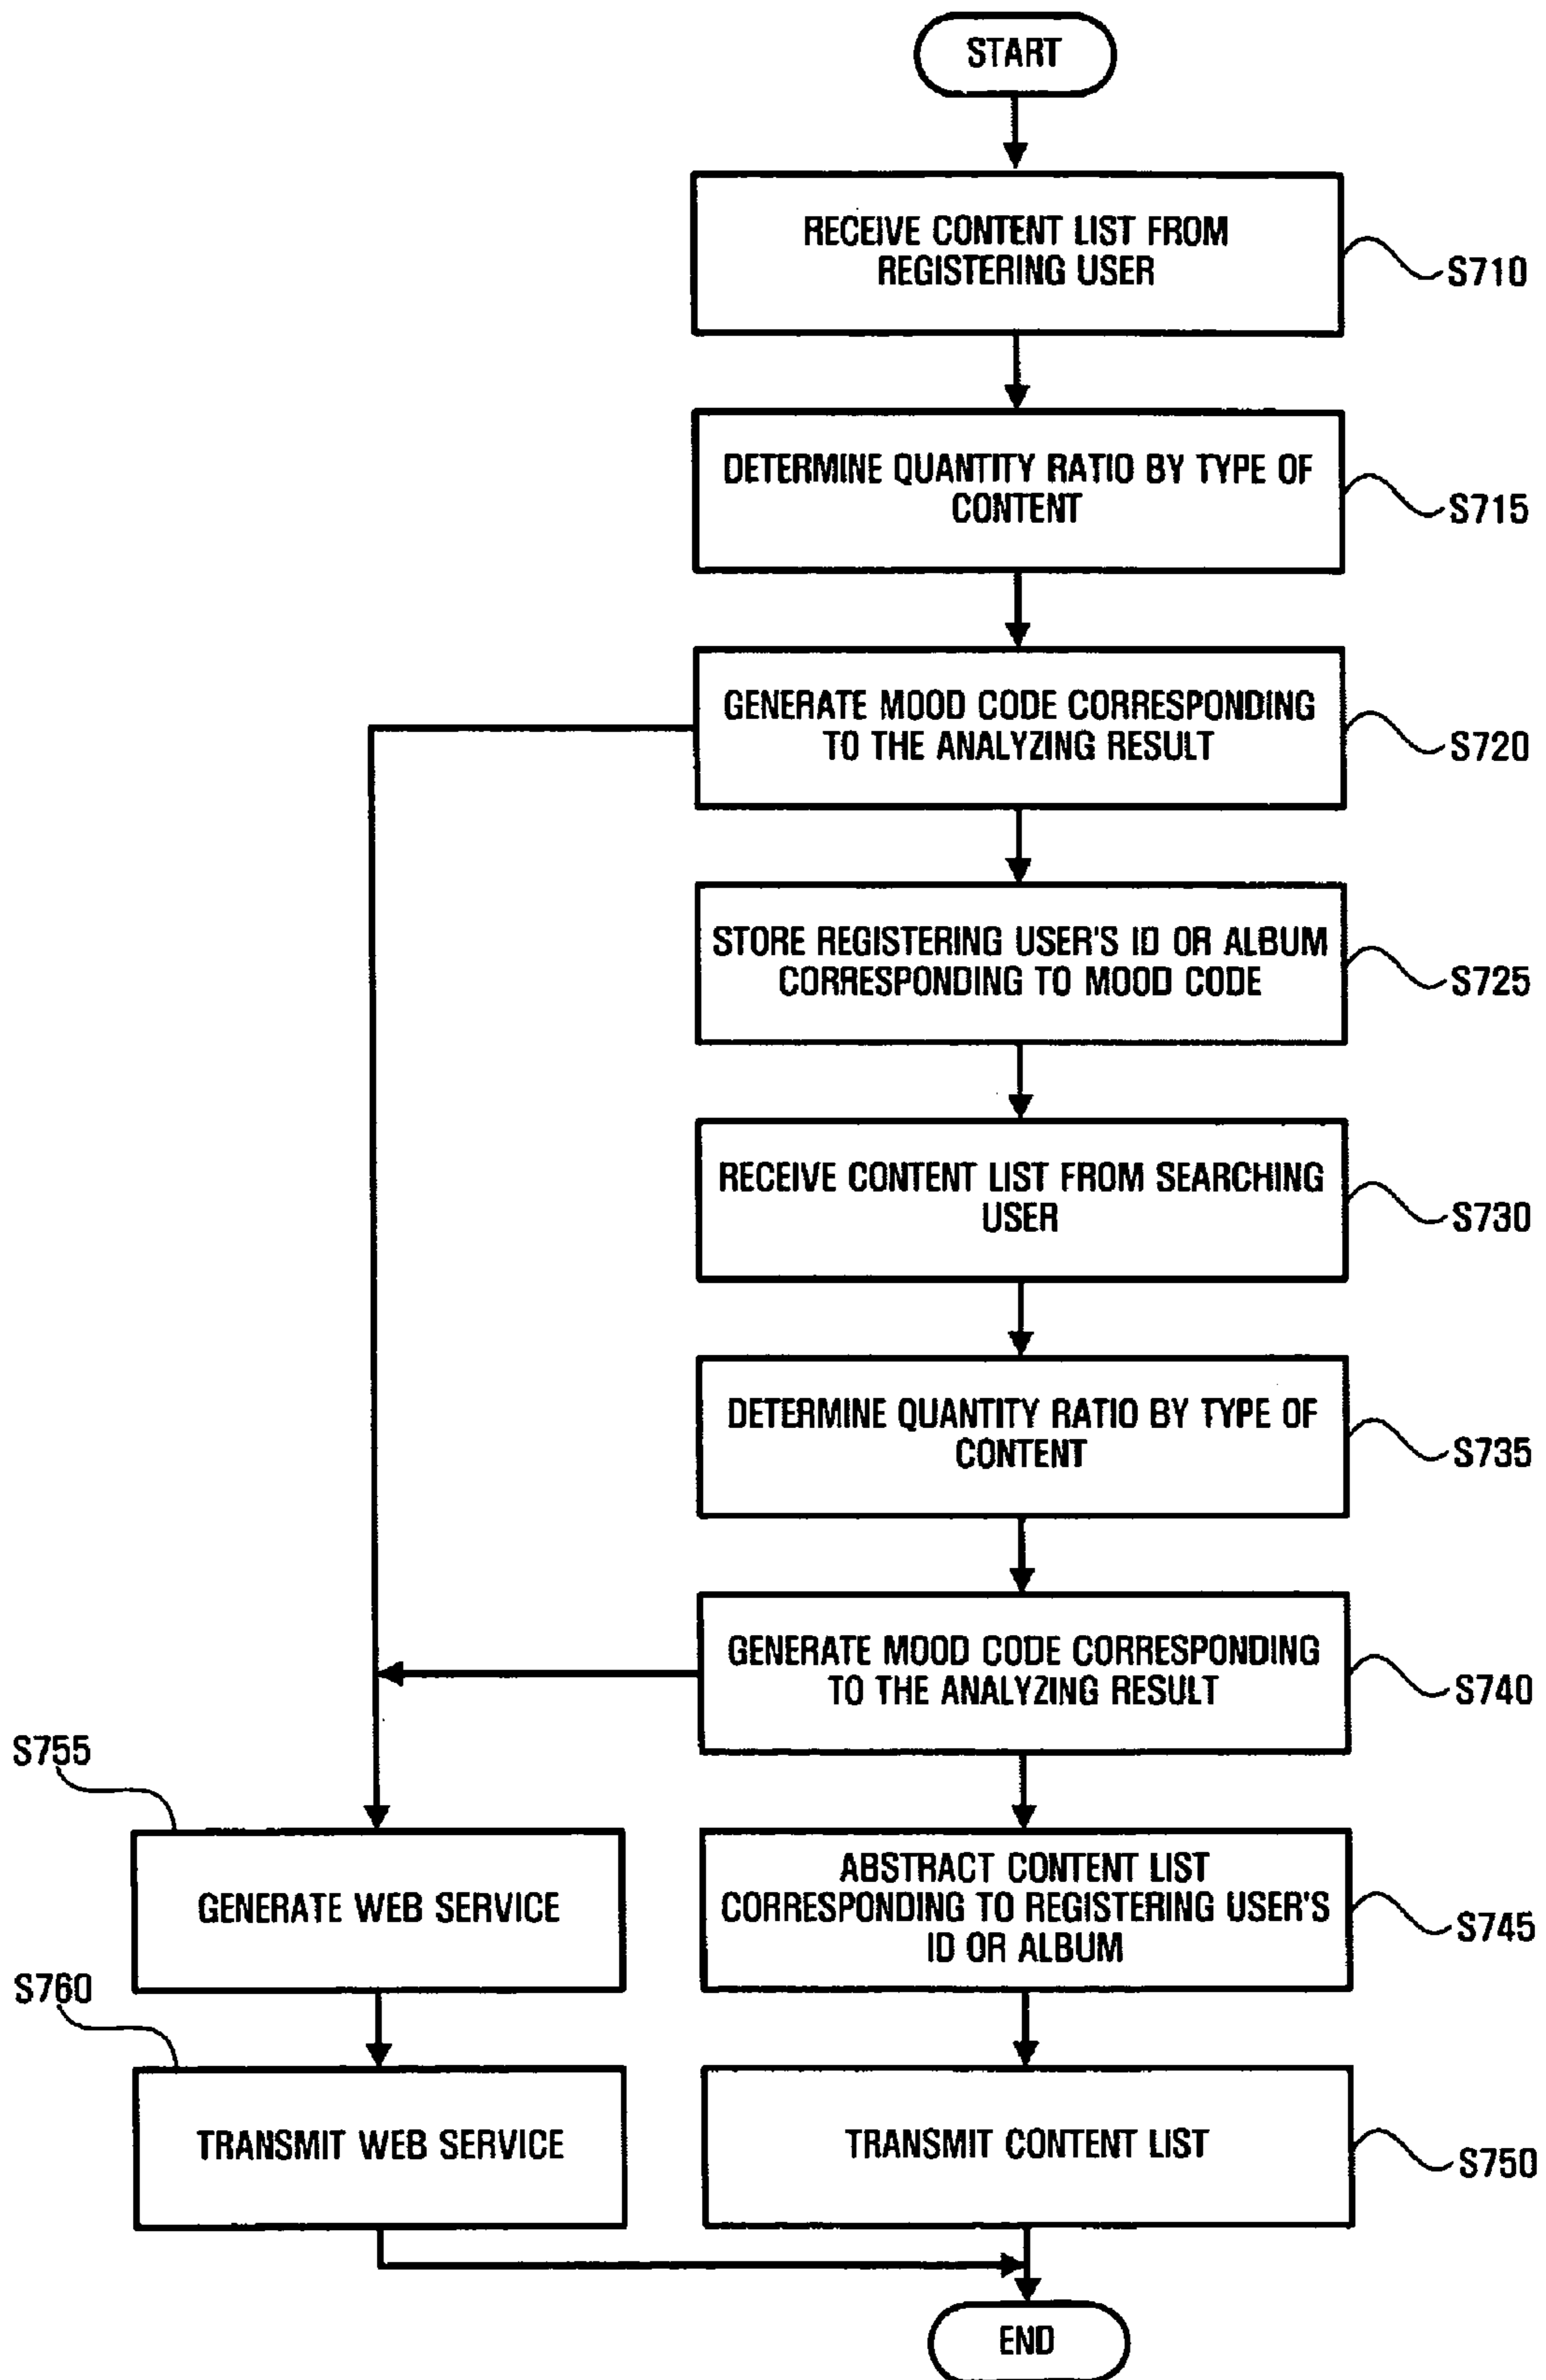 START
RECEIVE CONTENT LIST FROM
REGISTERING USER
S710
DETERMINE QUANTITY RATIO BY TYPE OF
CONTENT
S715
GENERATE MOOD CODE CORRESPONDING
TO THE ANALYZING RESULT
S720
STORE REGISTERING USER'S ID OR ALBUM
CORRESPONDING TO MOOD CODE
S725
RECEIVE CONTENT LIST FROM SEARCHING
USER
S730
DETERMINE QUANTITY RATIO BY TYPE OF
CONTENT
S735
GENERATE MOOD CODE CORRESPONDING
TO THE ANALYZING RESULT
S740
S755
GENERATE WEB SERVICE
ABSTRACT CONTENT LIST
CORRESPONDING TO REGISTERING USER'S
ID OR ALBUM
S745
S760
TRANSMIT WEB SERVICE
TRANSMIT CONTENT LIST
S750
END